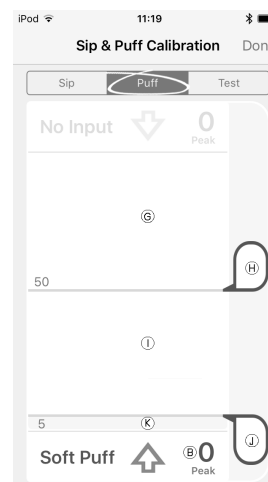 iPod 11:19
Sip & Puff Calibration Don
Sip Puff Test
No Input 0
Peak
G
H
50
I
5 K J
Soft Puff B 0
Peak